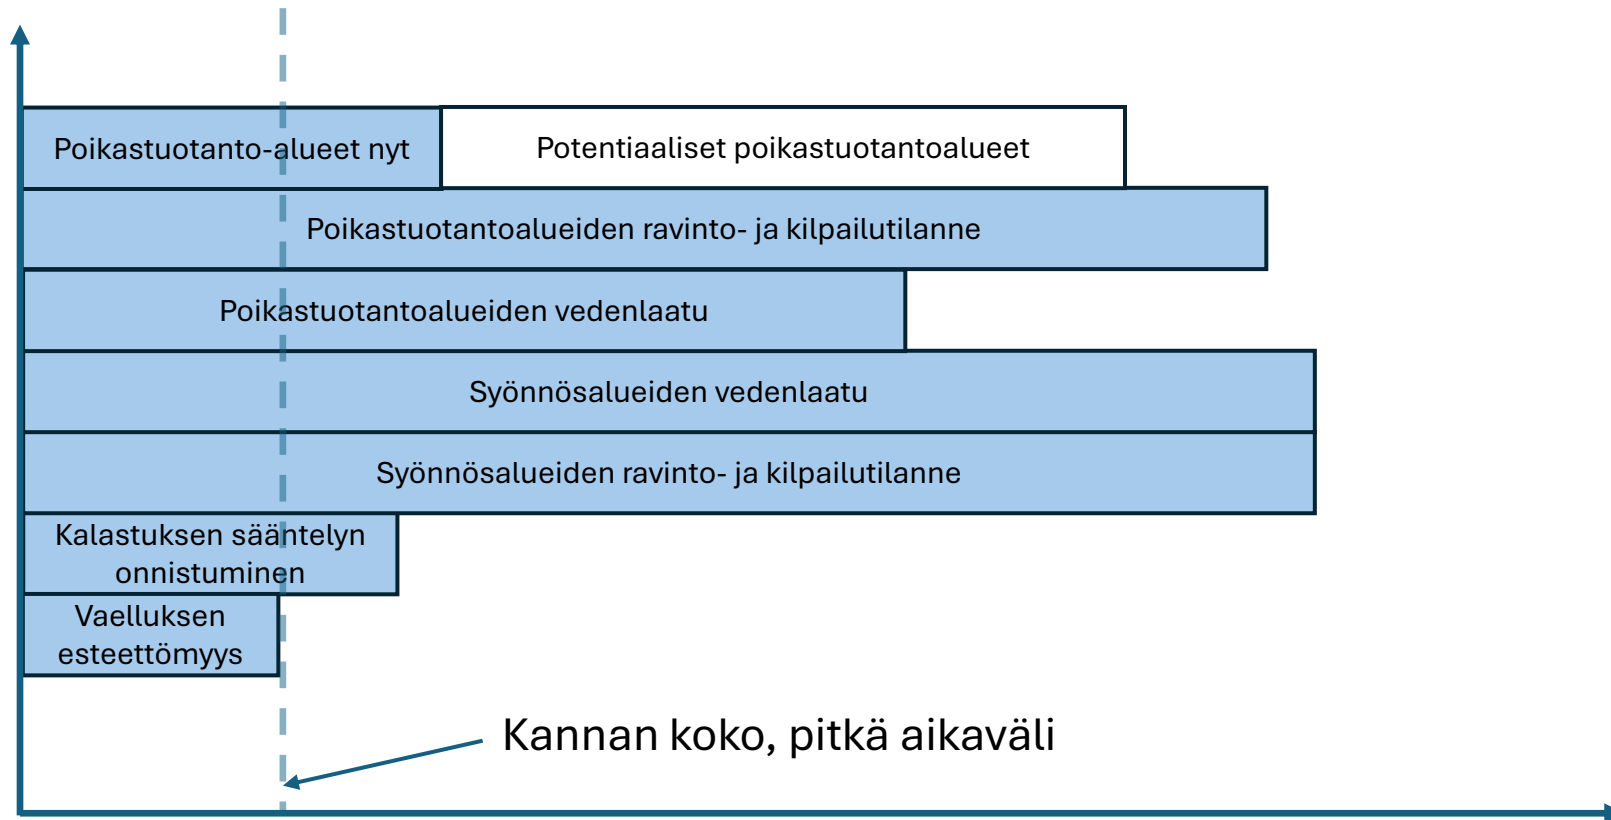 Poikastuotanto-alueet nyt
Potentiaaliset poikastuotantoalueet
Poikastuotantoalueiden ravinto- ja kilpailutilanne
Poikastuotantoalueiden vedenlaatu
Syönnösalueiden vedenlaatu
Syönnösalueiden ravinto- ja kilpailutilanne
Kalastuksen sääntelyn
onnistuminen
Vaelluksen
esteettömyys
Kannan koko, pitkä aikaväli